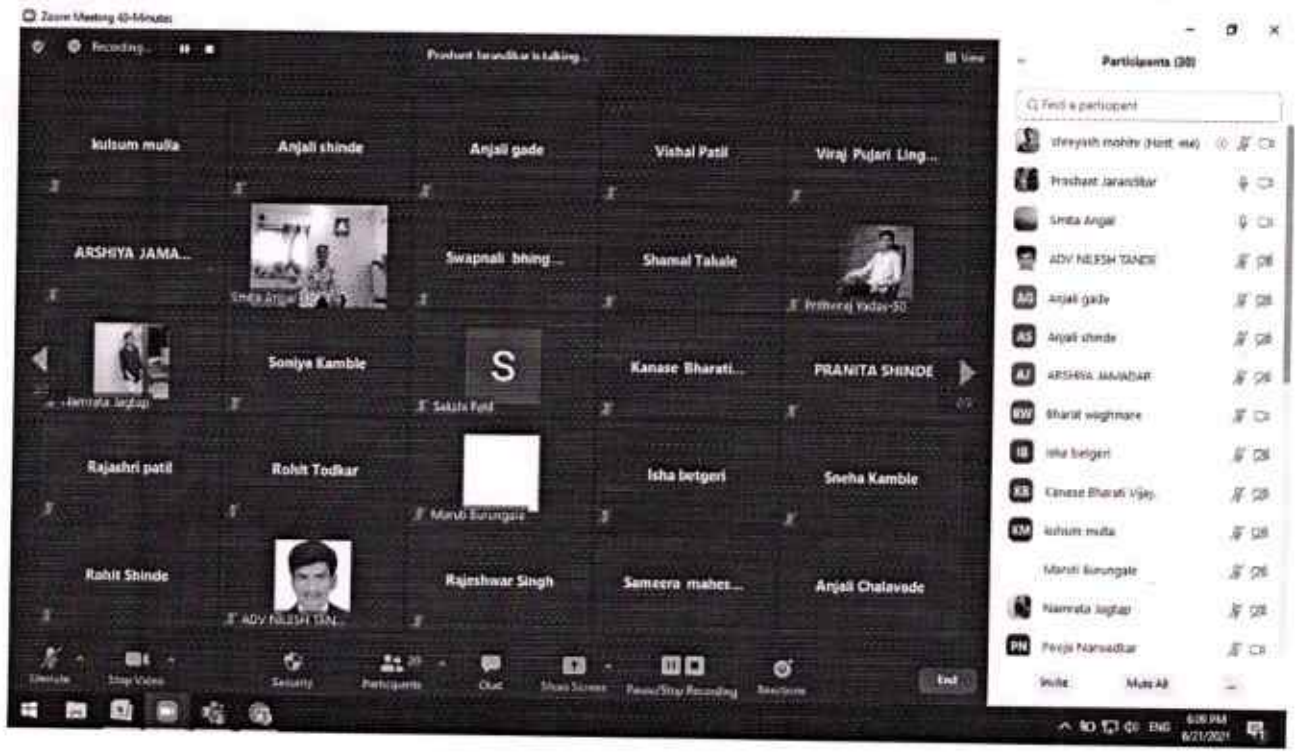 Zoom Meeting 40-Minutes
Recording...
Prashant Jarandikar is talking...
View
kulsum mulla
Anjali shinde
Anjali gade
Vishal Patil
Viraj Pujari Ling...
ARSHIYA JAMA...
Smita Angal
Swapnali bhing...
Shamal Takale
Prithviraj Yadav-50
Namrata Jagtap
Soniya Kamble
S
Sakshi Patil
Kanase Bharati...
PRANITA SHINDE
Rajashri patil
Rohit Todkar
Maruti Burungale
Isha betgeri
Sneha Kamble
Rohit Shinde
ADV NILESH TAN...
Rajeshwar Singh
Sameera mahes...
Anjali Chalavade
Unmute
Stop Video
Security
Participants
30
Chat
Share Screen
Pause/Stop Recording
Reactions
End
Participants (30)
Find a participant
shreyash mohite (Host, me)
Prashant Jarandikar
Smita Angal
ADV NILESH TANDE
AG Anjali gade
AS Anjali shinde
AJ ARSHIYA JAMADAR
BW Bharat waghmare
IB Isha betgeri
KB Kanase Bharati Vijay
KM kulsum mulla
Maruti Burungale
Namrata Jagtap
PN Pooja Narvadkar
Invite
Mute All
...
ENG
6:09 PM
6/21/2021